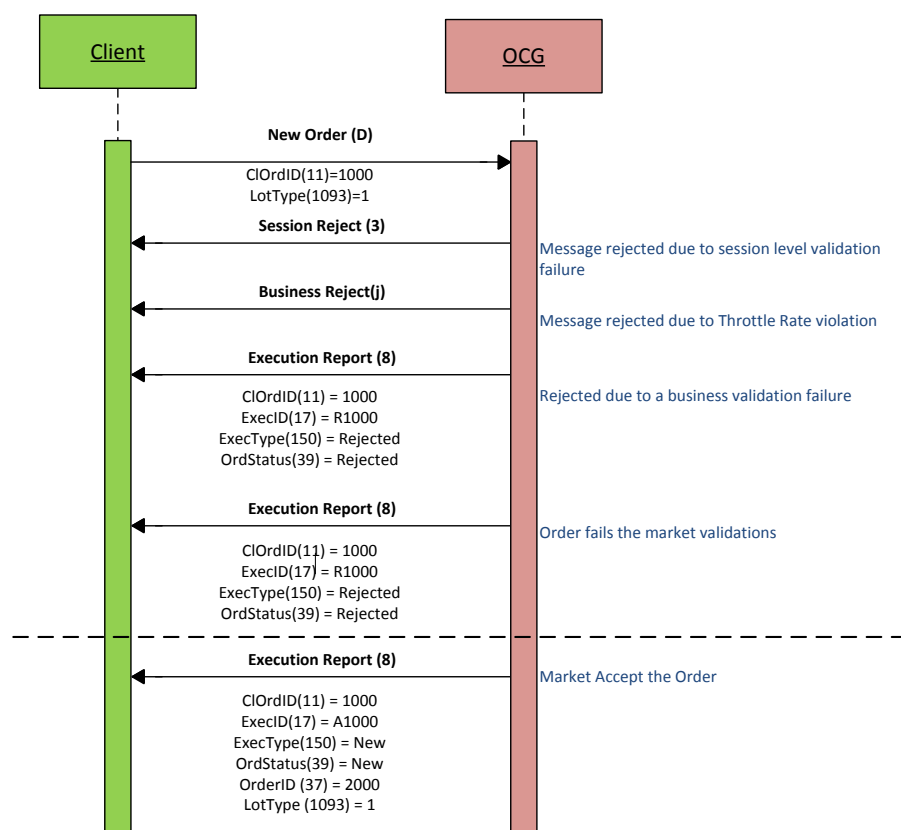 Client
OCG
New Order (D)
ClOrdID(11)=1000
LotType(1093)=1
Session Reject (3)
Message rejected due to session level validation
failure
Business Reject(j)
Message rejected due to Throttle Rate violation
Execution Report (8)
ClOrdID(11) = 1000
ExecID(17) = R1000
ExecType(150) = Rejected
OrdStatus(39) = Rejected
Rejected due to a business validation failure
Execution Report (8)
ClOrdID(11) = 1000
ExecID(17) = R1000
ExecType(150) = Rejected
OrdStatus(39) = Rejected
Order fails the market validations
Execution Report (8)
Market Accept the Order
ClOrdID(11) = 1000
ExecID(17) = A1000
ExecType(150) = New
OrdStatus(39) = New
OrderID (37) = 2000
LotType (1093) = 1